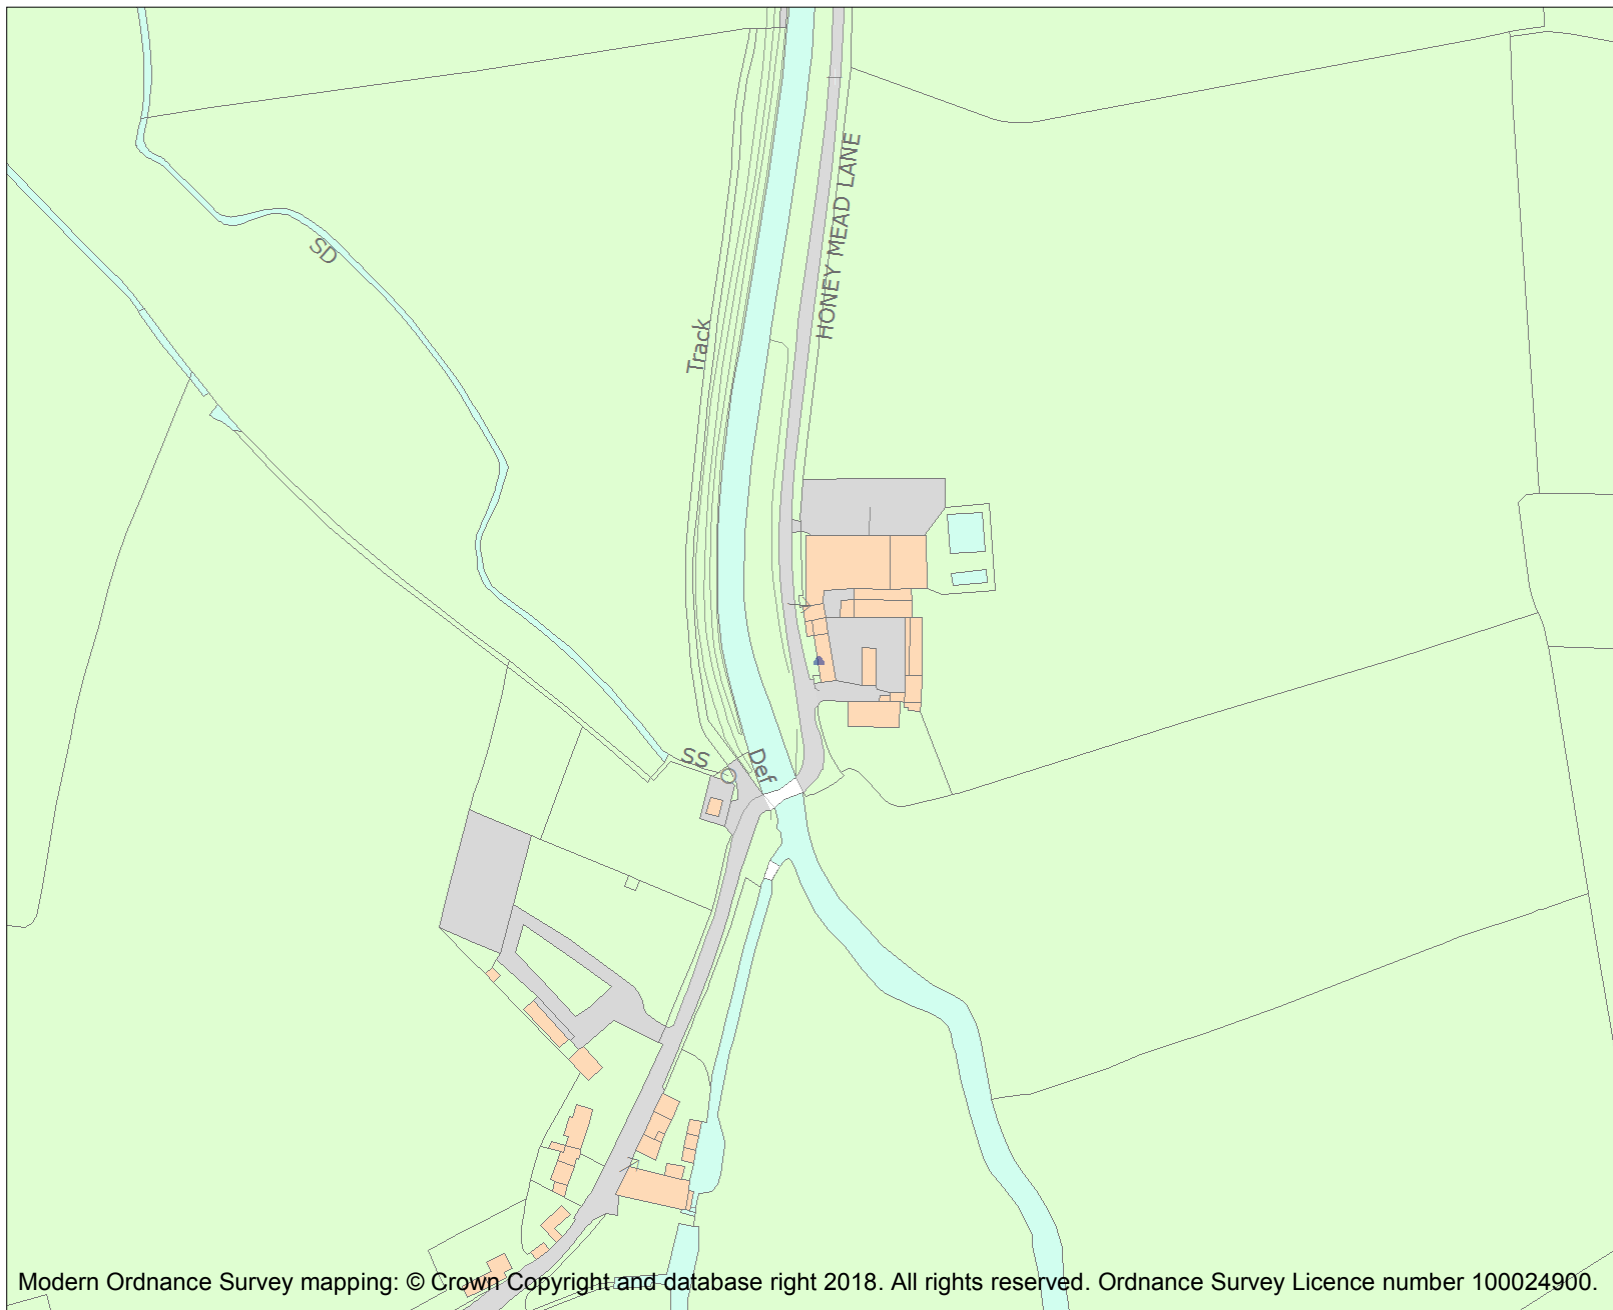 HONEY MEAD LANE
SD
Track
SS
Def
Modern Ordnance Survey mapping: © Crown Copyright and database right 2018. All rights reserved. Ordnance Survey Licence number 100024900.